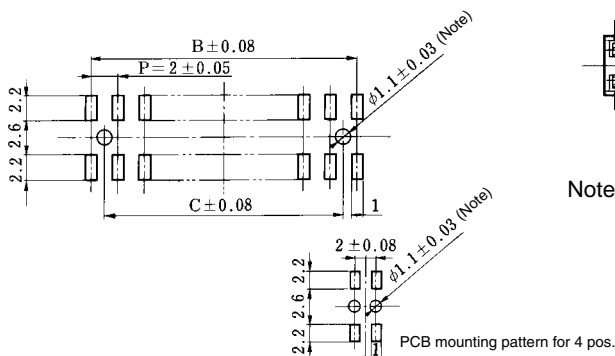 B±0.08
P=2±0.05
ϕ1.1±0.03 (Note)
2.2
2.6
2.2
C±0.08
1
Note
2±0.08
ϕ1.1±0.03 (Note)
2.2
2.6
2.2
1
PCB mounting pattern for 4 pos.